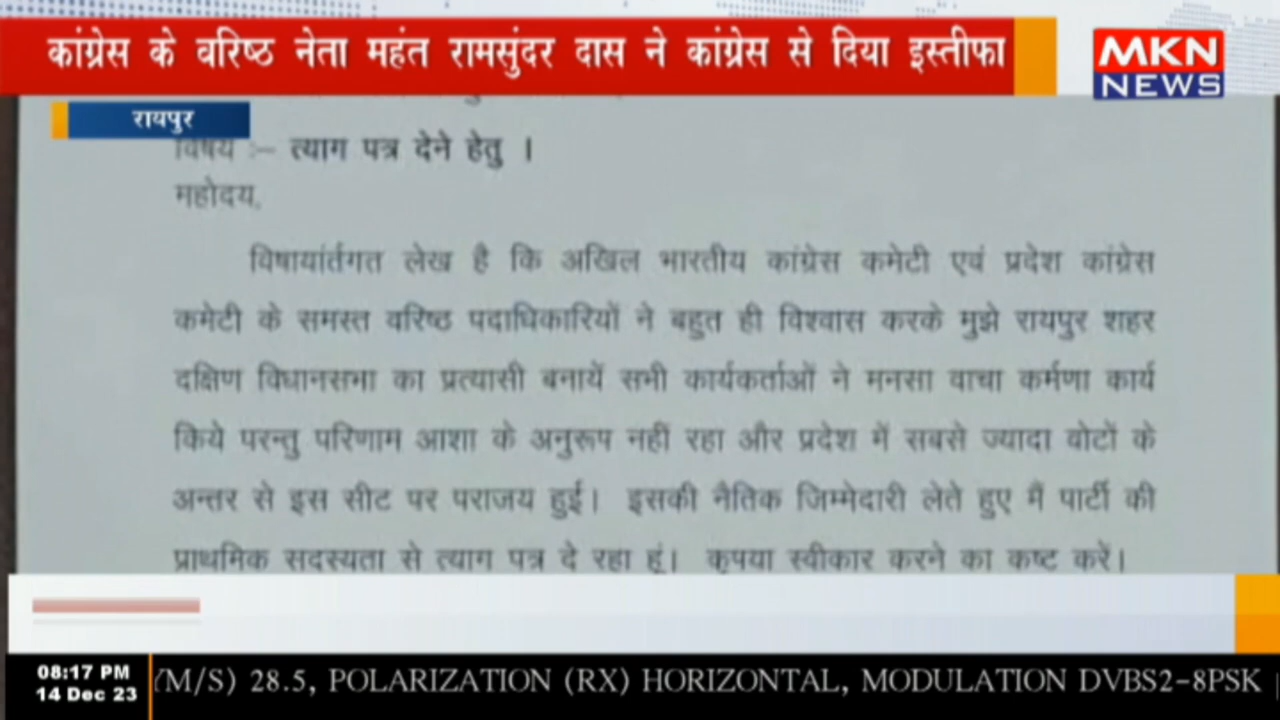 कांग्रेस के वरिष्ठ नेता महंत रामसुंदर दास ने कांग्रेस से दिया इस्तीफा
MKN
NEWS
रायपुर
विषय :– त्याग पत्र देने हेतु ।
महोदय,
विषायांर्तगत लेख है कि अखिल भारतीय कांग्रेस कमेटी एवं प्रदेश कांग्रेस
कमेटी के समस्त वरिष्ठ पदाधिकारियों ने बहुत ही विश्वास करके मुझे रायपुर शहर
दक्षिण विधानसभा का प्रत्यासी बनायें सभी कार्यकर्ताओं ने मनसा वाचा कर्मणा कार्य
किये परन्तु परिणाम आशा के अनुरूप नहीं रहा और प्रदेश में सबसे ज्यादा वोटों के
अन्तर से इस सीट पर पराजय हुई। इसकी नैतिक जिम्मेदारी लेते हुए मैं पार्टी की
प्राथमिक सदस्यता से त्याग पत्र दे रहा हूं। कृपया स्वीकार करने का कष्ट करें।
08:17 PM
14 Dec 23
(M/S) 28.5, POLARIZATION (RX) HORIZONTAL, MODULATION DVBS2-8PSK